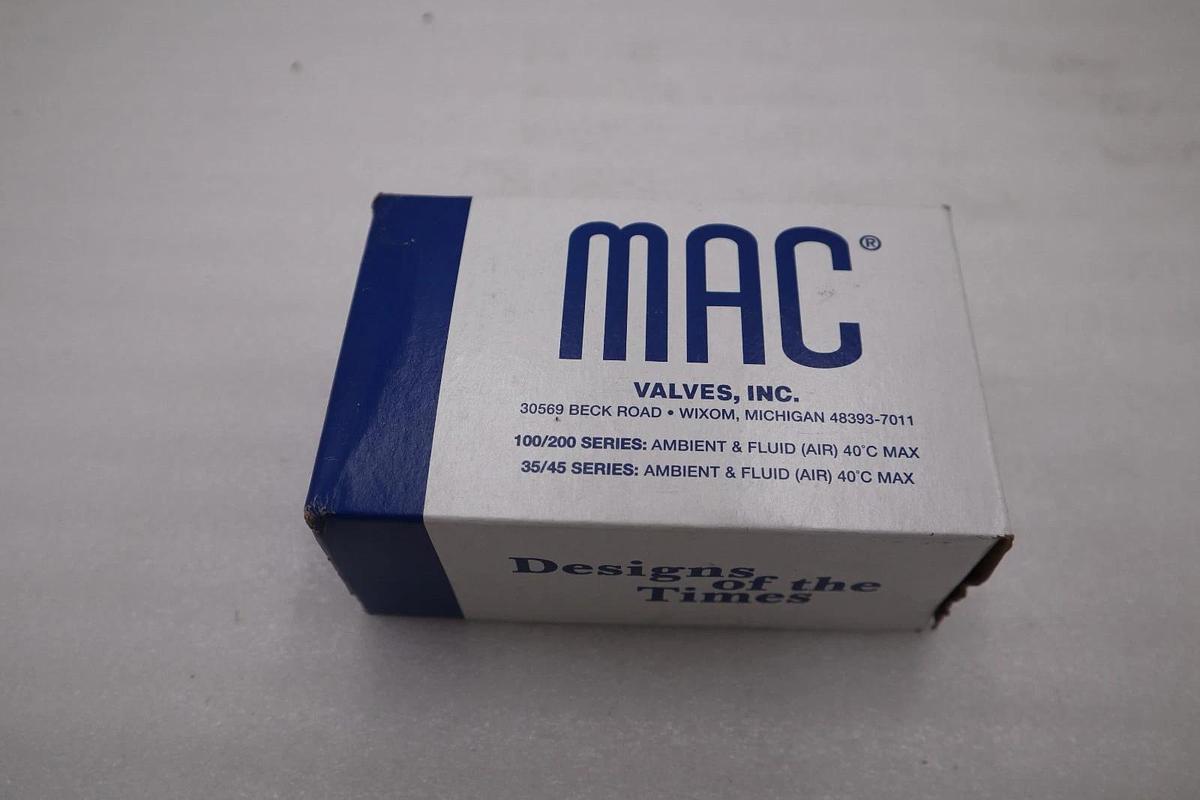 MAC®
VALVES, INC.
30569 BECK ROAD • WIXOM, MICHIGAN 48393-7011
100/200 SERIES: AMBIENT & FLUID (AIR) 40°C MAX
35/45 SERIES: AMBIENT & FLUID (AIR) 40°C MAX
Designs
of the
Times